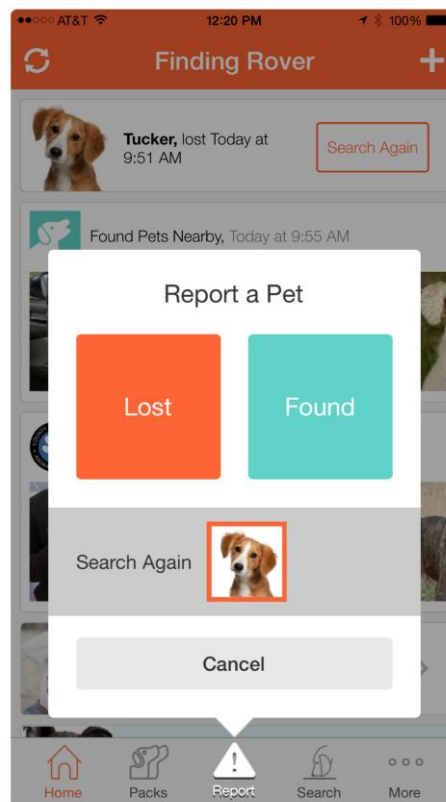 AT&T 12:20 PM 100%
Finding Rover +
Tucker, lost Today at
9:51 AM
Search Again
Found Pets Nearby, Today at 9:55 AM
Report a Pet
Lost Found
Search Again
Cancel
Home Packs Report Search More